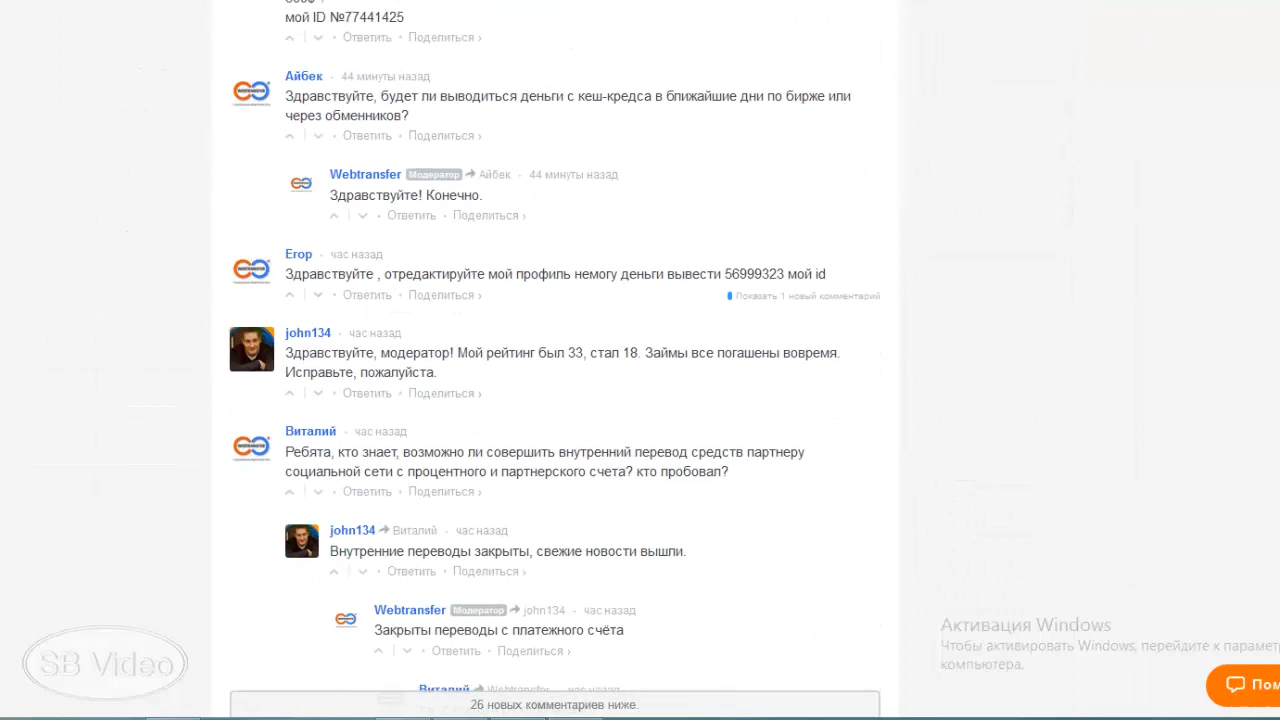 мой ID №77441425
Ответить • Поделиться ›
Айбек • 44 минуты назад
Здравствуйте, будет ли выводиться деньги с кеш-кредса в ближайшие дни по бирже или
через обменников?
Ответить • Поделиться ›
Webtransfer Модератор Айбек • 44 минуты назад
Здравствуйте! Конечно.
Ответить • Поделиться ›
Егор • час назад
Здравствуйте , отредактируйте мой профиль немогу деньги вывести 56999323 мой id
Ответить • Поделиться ›
Показать 1 новый комментарий
john134 • час назад
Здравствуйте, модератор! Мой рейтинг был 33, стал 18. Займы все погашены вовремя.
Исправьте, пожалуйста.
Ответить • Поделиться ›
Виталий • час назад
Ребята, кто знает, возможно ли совершить внутренний перевод средств партнеру
социальной сети с процентного и партнерского счета? кто пробовал?
Ответить • Поделиться ›
john134 Виталий • час назад
Внутренние переводы закрыты, свежие новости вышли.
Ответить • Поделиться ›
Webtransfer Модератор john134 • час назад
Закрыты переводы с платежного счёта
Ответить • Поделиться ›
Виталий Webtransfer • час назад
26 новых комментариев ниже.
Активация Windows
Чтобы активировать Windows, перейдите к парамет
компьютера.
Пом
SB Video